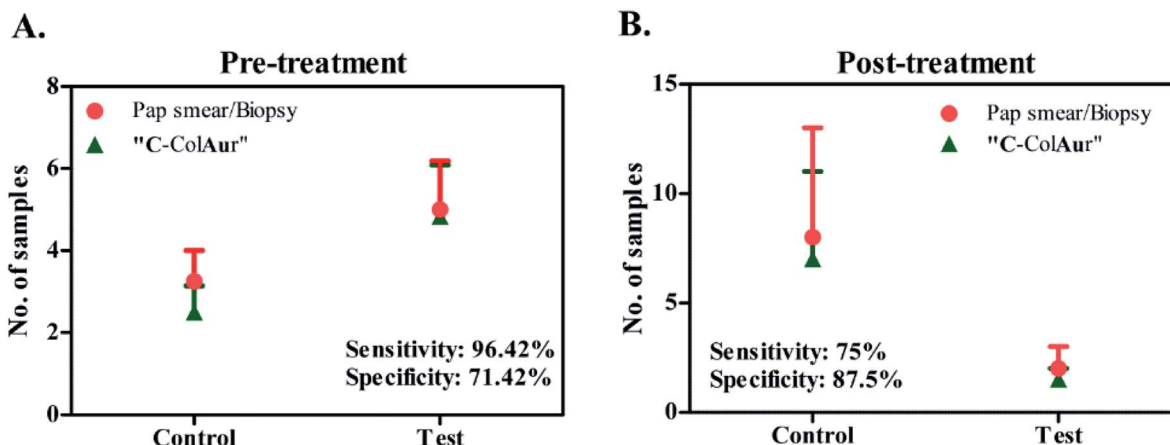 A.
Pre-treatment
8
6
4
2
0
No. of samples
Pap smear/Biopsy
"C-ColAur"
Sensitivity: 96.42%
Specificity: 71.42%
Control
Test
B.
Post-treatment
15
10
5
0
No. of samples
Pap smear/Biopsy
"C-ColAur"
Sensitivity: 75%
Specificity: 87.5%
Control
Test